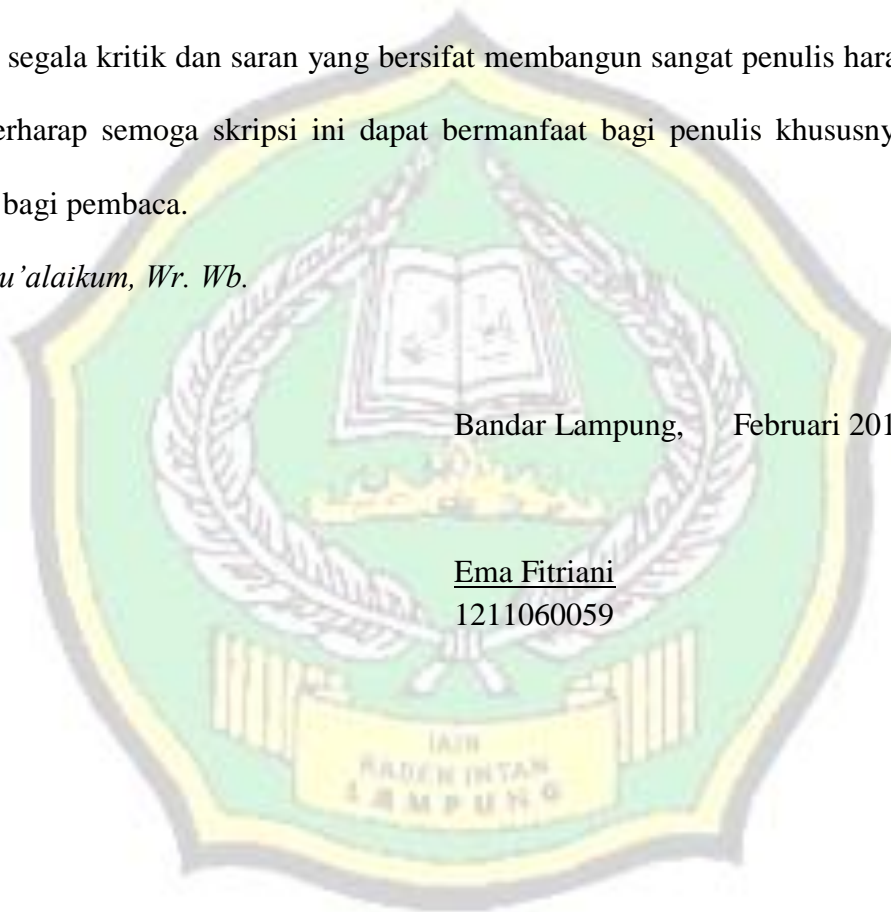 segala kritik dan saran yang bersifat membangun sangat penulis hara
erharap semoga skripsi ini dapat bermanfaat bagi penulis khususny
bagi pembaca.
u’alaikum, Wr. Wb.
Bandar Lampung, Februari 201
Ema Fitriani
1211060059
IAIN
RADEN INTAN
LAMPUNG